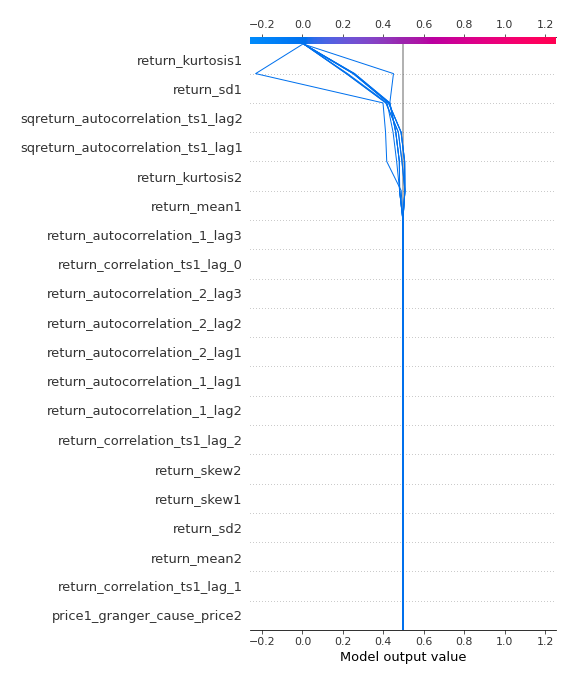 −0.2 0.0 0.2 0.4 0.6 0.8 1.0 1.2
return_kurtosis1
return_sd1
sqreturn_autocorrelation_ts1_lag2
sqreturn_autocorrelation_ts1_lag1
return_kurtosis2
return_mean1
return_autocorrelation_1_lag3
return_correlation_ts1_lag_0
return_autocorrelation_2_lag3
return_autocorrelation_2_lag2
return_autocorrelation_2_lag1
return_autocorrelation_1_lag1
return_autocorrelation_1_lag2
return_correlation_ts1_lag_2
return_skew2
return_skew1
return_sd2
return_mean2
return_correlation_ts1_lag_1
price1_granger_cause_price2
−0.2 0.0 0.2 0.4 0.6 0.8 1.0 1.2
Model output value